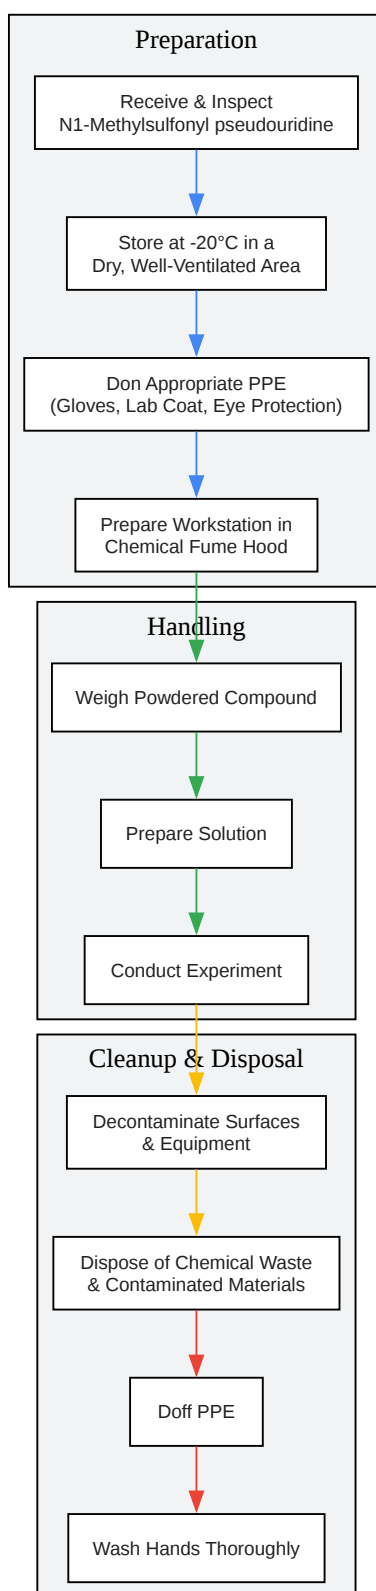 Preparation
Receive & Inspect
N1-Methylsulfonyl pseudouridine
Store at -20°C in a
Dry, Well-Ventilated Area
Don Appropriate PPE
(Gloves, Lab Coat, Eye Protection)
Prepare Workstation in
Chemical Fume Hood
Handling
Weigh Powdered Compound
Prepare Solution
Conduct Experiment
Cleanup & Disposal
Decontaminate Surfaces
& Equipment
Dispose of Chemical Waste
& Contaminated Materials
Doff PPE
Wash Hands Thoroughly